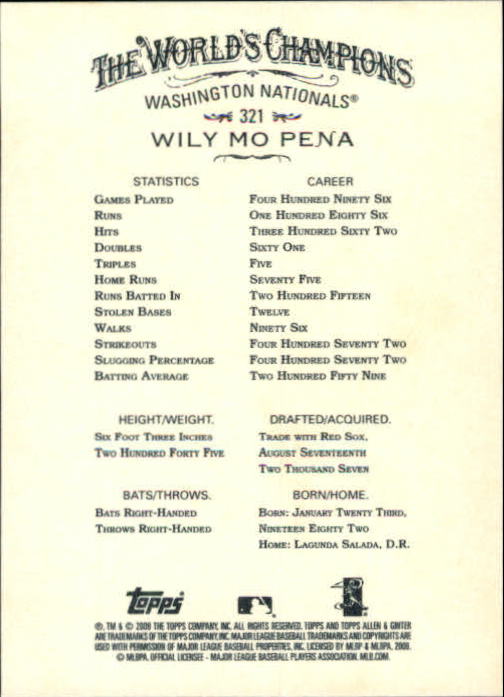 THE WORLD'S CHAMPIONS
WASHINGTON NATIONALS®
321
WILY MO PENA
STATISTICS CAREER
GAMES PLAYED FOUR HUNDRED NINETY SIX
RUNS ONE HUNDRED EIGHTY SIX
HITS THREE HUNDRED SIXTY TWO
DOUBLES SIXTY ONE
TRIPLES FIVE
HOME RUNS SEVENTY FIVE
RUNS BATTED IN TWO HUNDRED FIFTEEN
STOLEN BASES TWELVE
WALKS NINETY SIX
STRIKEOUTS FOUR HUNDRED SEVENTY TWO
SLUGGING PERCENTAGE FOUR HUNDRED SEVENTY TWO
BATTING AVERAGE TWO HUNDRED FIFTY NINE
HEIGHT/WEIGHT. DRAFTED/ACQUIRED.
SIX FOOT THREE INCHES TRADE WITH RED SOX,
TWO HUNDRED FORTY FIVE AUGUST SEVENTEENTH
TWO THOUSAND SEVEN
BATS/THROWS. BORN/HOME.
BATS RIGHT-HANDED BORN: JANUARY TWENTY THIRD,
THROWS RIGHT-HANDED NINETEEN EIGHTY TWO
HOME: LAGUNDA SALADA, D.R.
Topps
®, TM & © 2008 THE TOPPS COMPANY, INC. ALL RIGHTS RESERVED. TOPPS AND TOPPS ALLEN & GINTER
ARE TRADEMARKS OF THE TOPPS COMPANY, INC. MAJOR LEAGUE BASEBALL TRADEMARKS AND COPYRIGHTS ARE
USED WITH PERMISSION OF MAJOR LEAGUE BASEBALL PROPERTIES, INC. LICENSED BY MLBP & MLBPA, 2008.
© MLBPA. OFFICIAL LICENSEE - MAJOR LEAGUE BASEBALL PLAYERS ASSOCIATION. MLB.COM.